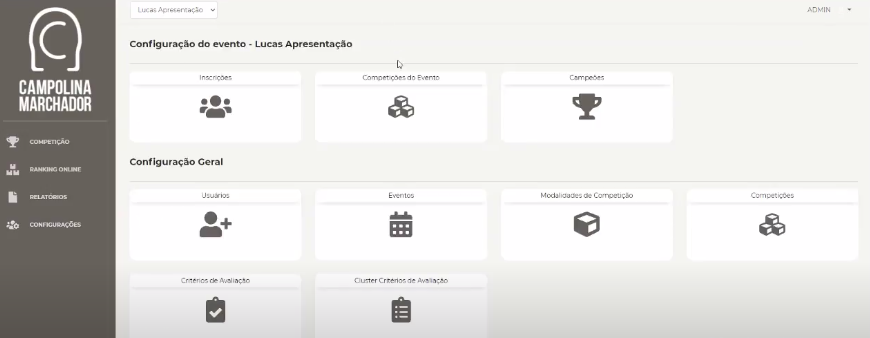 Lucas Apresentação
ADMIN
C
CAMPOLINA
MARCHADOR
COMPETIÇÃO
RANKING ONLINE
RELATÓRIOS
CONFIGURAÇÕES
Configuração do evento - Lucas Apresentação
Inscrições
Competições do Evento
Campeões
Configuração Geral
Usuários
Eventos
Modalidades de Competição
Competições
Critérios de Avaliação
Cluster Critérios de Avaliação